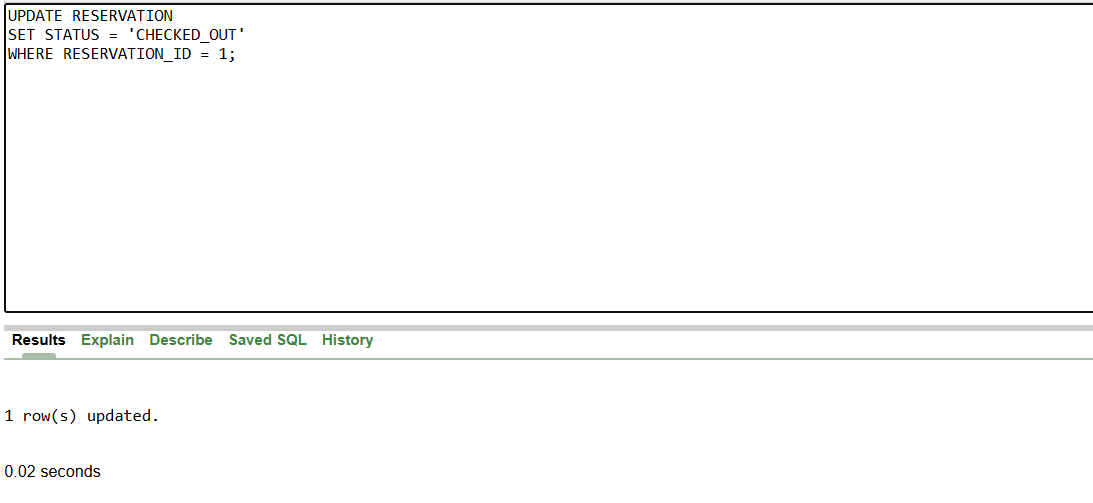 UPDATE RESERVATION
SET STATUS = 'CHECKED_OUT'
WHERE RESERVATION_ID = 1;
Results Explain Describe Saved SQL History
1 row(s) updated.
0.02 seconds